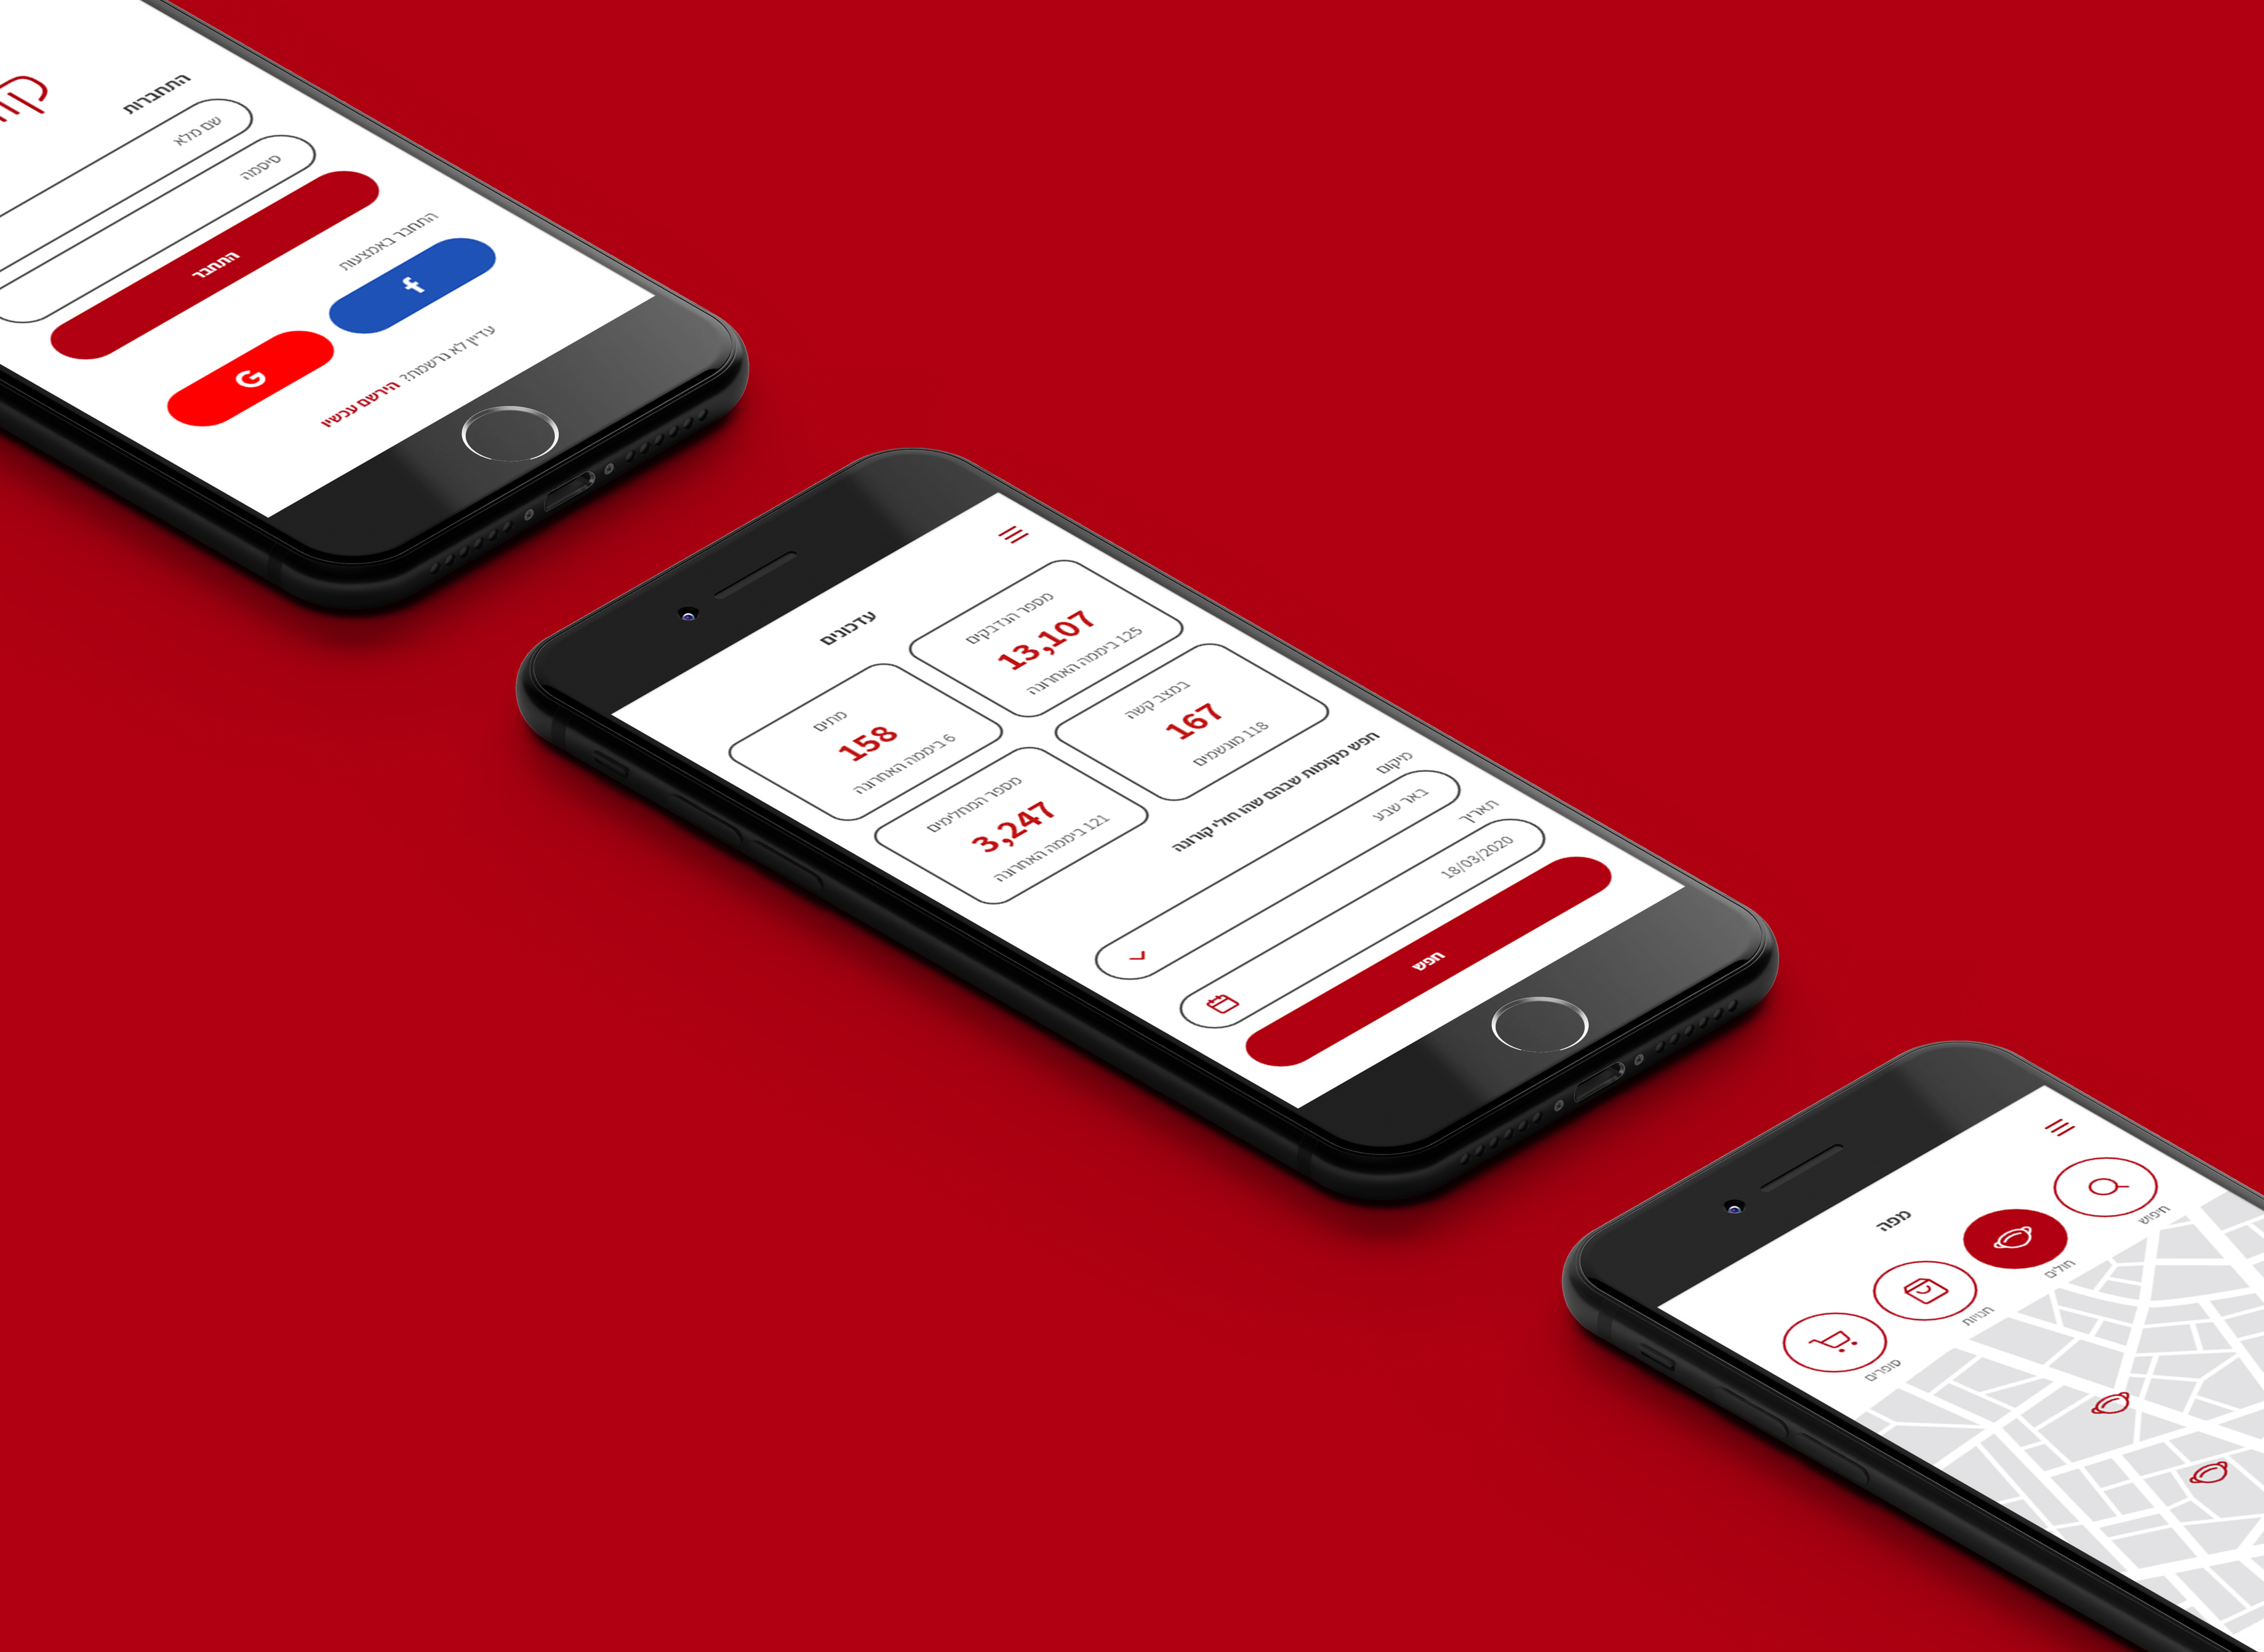 התחברות
שם מלא
סיסמה
התחבר
התחבר באמצעות
f
G
עדיין לא נרשמת? הירשם עכשיו
עדכונים
מספר הנדבקים
13,107
125 ביממה האחרונה
מתים
158
6 ביממה האחרונה
במצב קשה
167
118 מונשמים
מספר המחלימים
3,247
121 ביממה האחרונה
חפש מקומות שבהם שהו חולי קורונה
מיקום
באר שבע
תאריך
18/03/2020
חפש
מפה
חיפוש
חולים
חנויות
סופרים